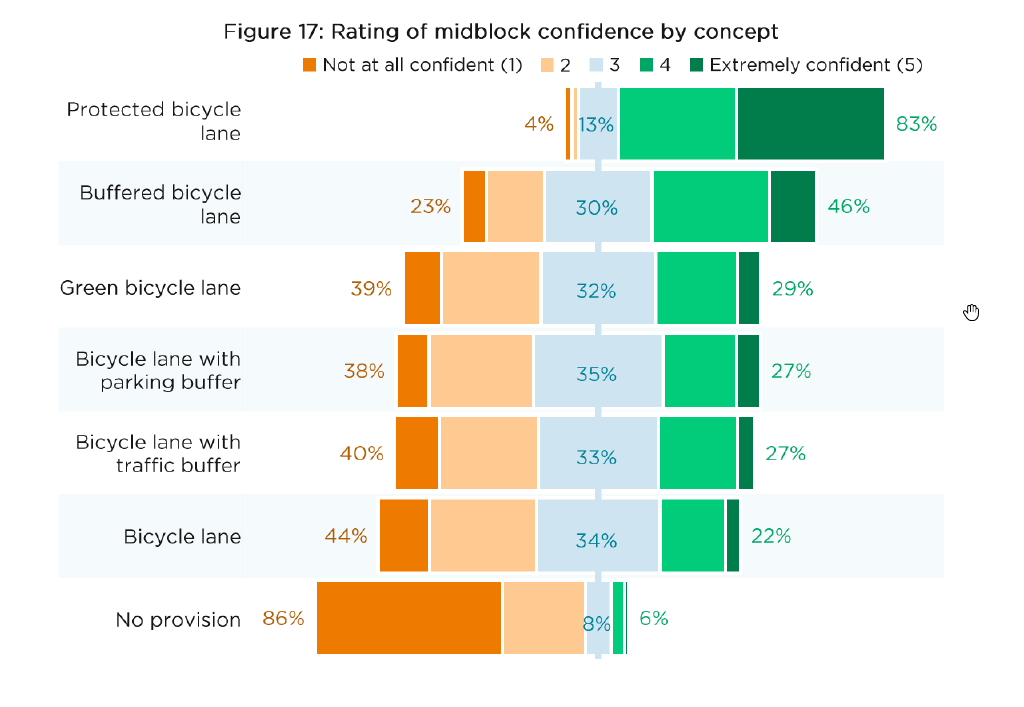 Figure 17: Rating of midblock confidence by concept
Not at all confident (1) 2 3 4 Extremely confident (5)
Protected bicycle
lane
4% 13% 83%
Buffered bicycle
lane
23% 30% 46%
Green bicycle lane 39% 32% 29%
Bicycle lane with
parking buffer
38% 35% 27%
Bicycle lane with
traffic buffer
40% 33% 27%
Bicycle lane 44% 34% 22%
No provision 86% 8% 6%